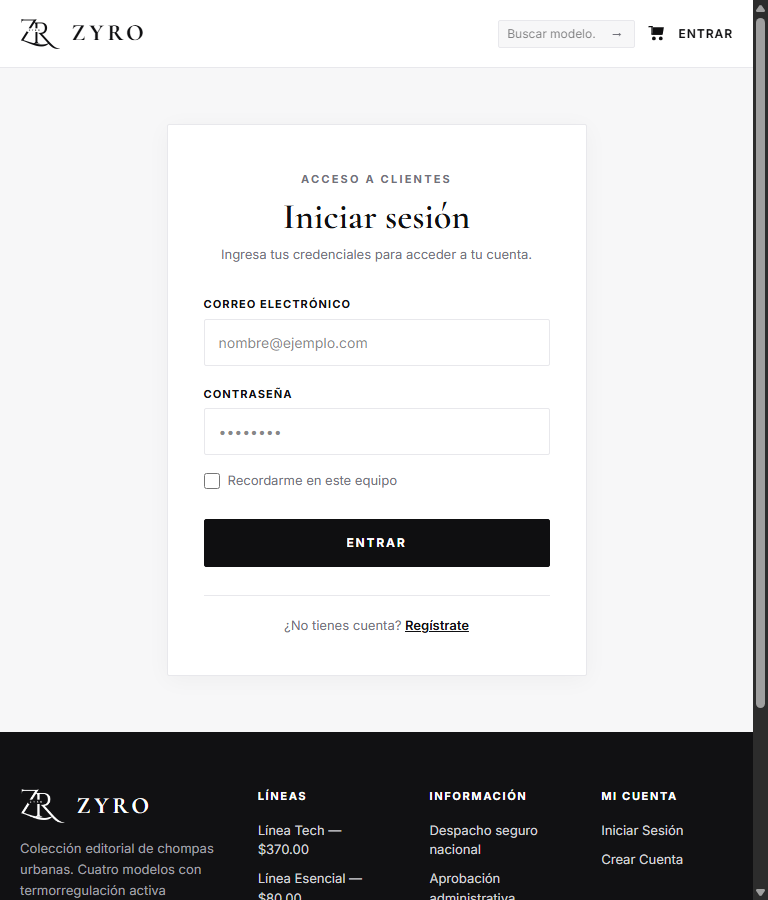 ZYRO
Buscar modelo. →
ENTRAR
ACCESO A CLIENTES
Iniciar sesión
Ingresa tus credenciales para acceder a tu cuenta.
CORREO ELECTRÓNICO
nombre@ejemplo.com
CONTRASEÑA
••••••••
Recordarme en este equipo
ENTRAR
¿No tienes cuenta? Regístrate
ZYRO
Colección editorial de chompas
urbanas. Cuatro modelos con
termorregulación activa
LÍNEAS
Línea Tech —
$370.00
Línea Esencial —
$80.00
INFORMACIÓN
Despacho seguro
nacional
Aprobación
administrativa
MI CUENTA
Iniciar Sesión
Crear Cuenta